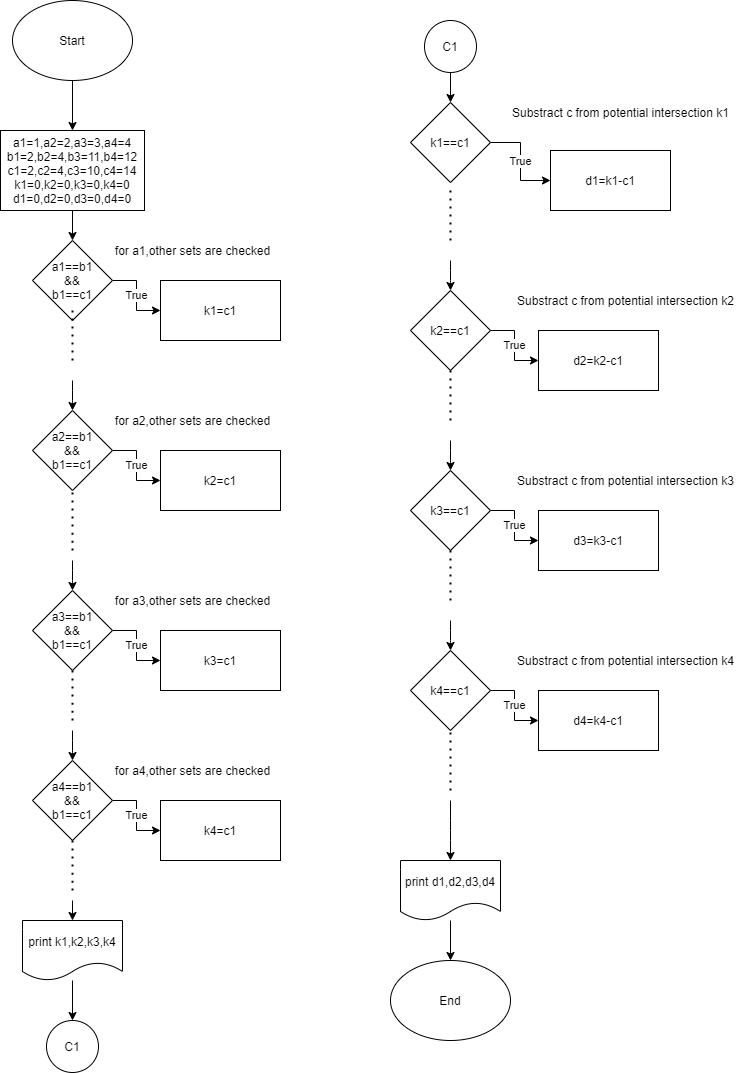 Start
a1=1,a2=2,a3=3,a4=4
b1=2,b2=4,b3=11,b4=12
c1=2,c2=4,c3=10,c4=14
k1=0,k2=0,k3=0,k4=0
d1=0,d2=0,d3=0,d4=0
for a1,other sets are checked
a1==b1
&&
b1==c1
True
k1=c1
for a2,other sets are checked
a2==b1
&&
b1==c1
True
k2=c1
for a3,other sets are checked
a3==b1
&&
b1==c1
True
k3=c1
for a4,other sets are checked
a4==b1
&&
b1==c1
True
k4=c1
print k1,k2,k3,k4
C1
C1
Substract c from potential intersection k1
k1==c1
True
d1=k1-c1
Substract c from potential intersection k2
k2==c1
True
d2=k2-c1
Substract c from potential intersection k3
k3==c1
True
d3=k3-c1
Substract c from potential intersection k4
k4==c1
True
d4=k4-c1
print d1,d2,d3,d4
End